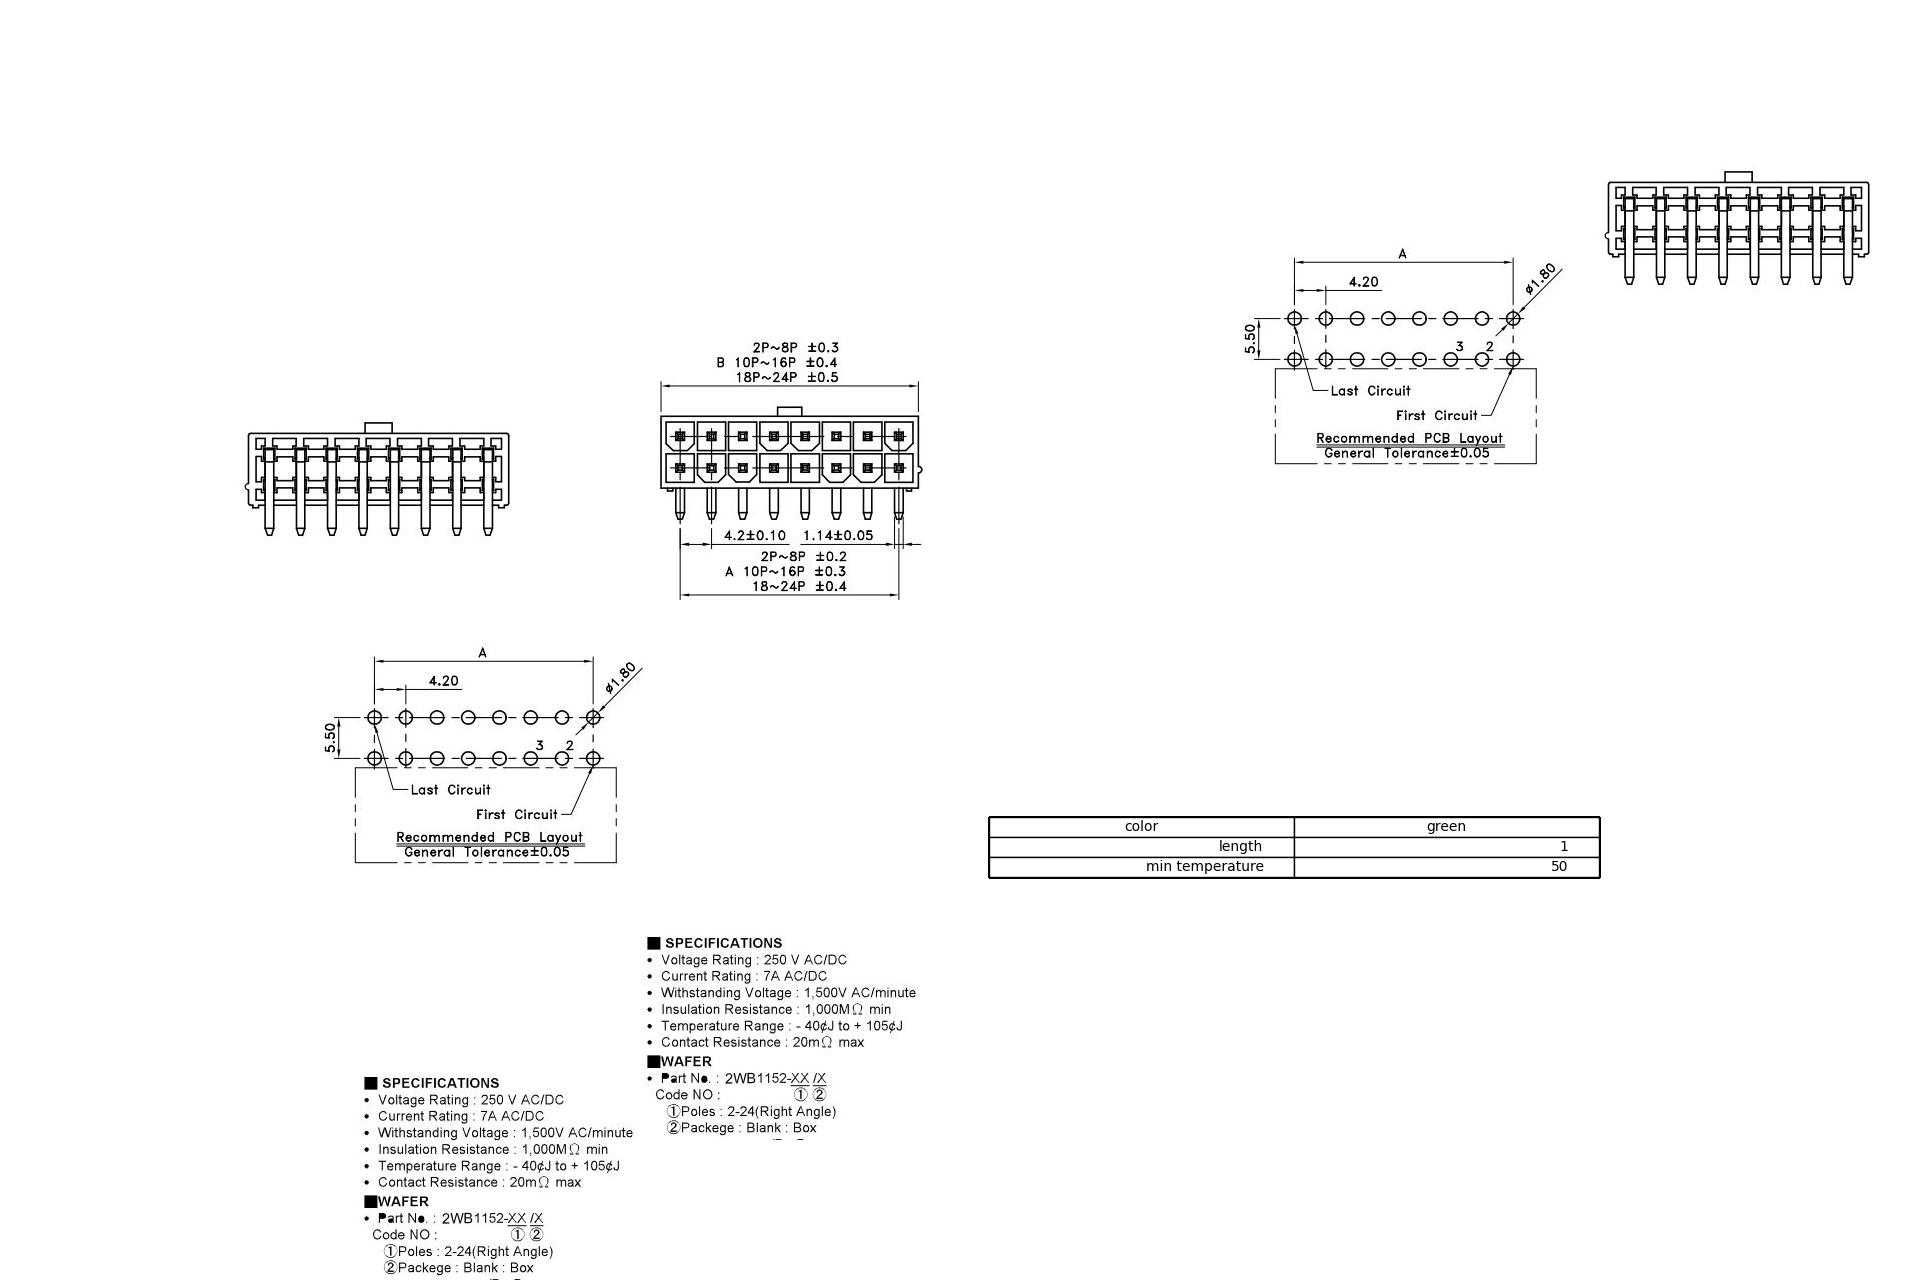 A
4.20
ø1.80
5.50
3 2
Last Circuit
First Circuit
Recommended PCB Layout
General Tolerance±0.05
2P~8P ±0.3
B 10P~16P ±0.4
18P~24P ±0.5
4.2±0.10 1.14±0.05
2P~8P ±0.2
A 10P~16P ±0.3
18~24P ±0.4
A
4.20
ø1.80
5.50
3 2
Last Circuit
First Circuit
Recommended PCB Layout
General Tolerance±0.05
color green
length 1
min temperature 50
■ SPECIFICATIONS
• Voltage Rating : 250 V AC/DC
• Current Rating : 7A AC/DC
• Withstanding Voltage : 1,500V AC/minute
• Insulation Resistance : 1,000MΩ min
• Temperature Range : - 40¢J to + 105¢J
• Contact Resistance : 20mΩ max
■WAFER
• Part No. : 2WB1152-XX /X
Code NO : ① ②
①Poles : 2-24(Right Angle)
②Packege : Blank : Box
■ SPECIFICATIONS
• Voltage Rating : 250 V AC/DC
• Current Rating : 7A AC/DC
• Withstanding Voltage : 1,500V AC/minute
• Insulation Resistance : 1,000MΩ min
• Temperature Range : - 40¢J to + 105¢J
• Contact Resistance : 20mΩ max
■WAFER
• Part No. : 2WB1152-XX /X
Code NO : ① ②
①Poles : 2-24(Right Angle)
②Packege : Blank : Box